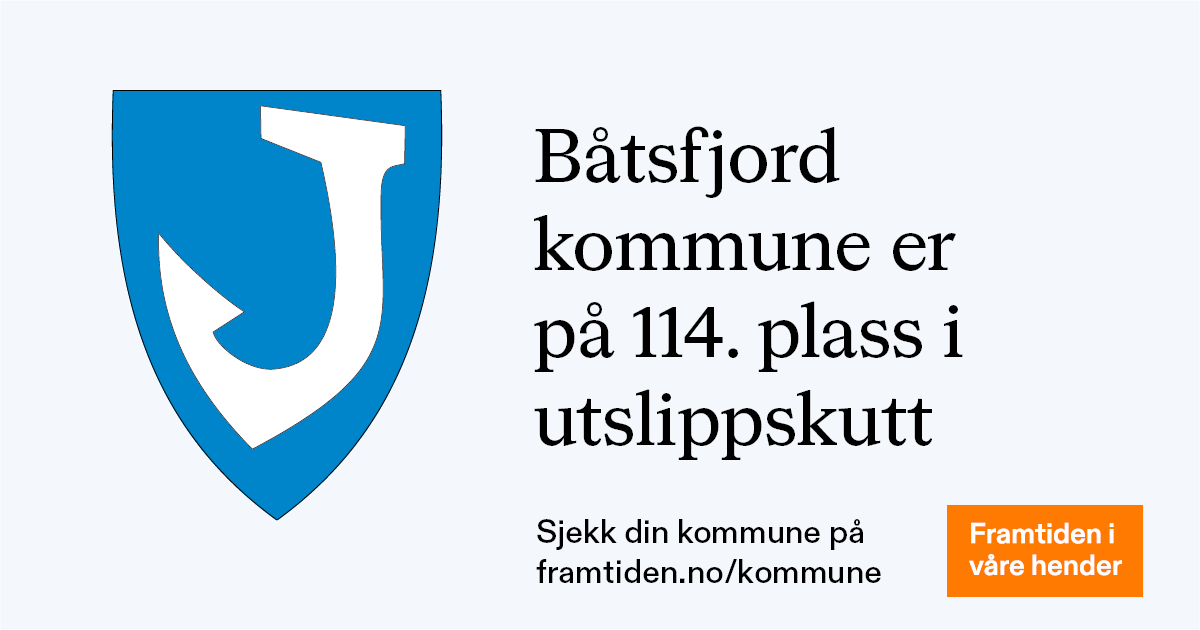 Båtsfjord
kommune er
på 114. plass i
utslippskutt
Sjekk din kommune på
framtiden.no/kommune
Framtiden i
våre hender